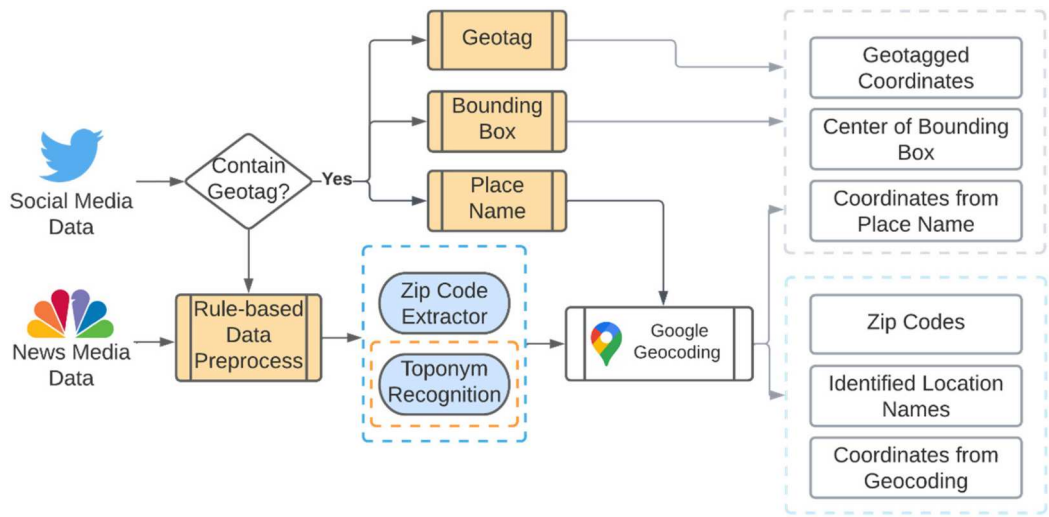 Social Media
Data
News Media
Data
Contain
Geotag?
Yes
Rule-based
Data
Preprocess
Geotag
Bounding
Box
Place
Name
Zip Code
Extractor
Toponym
Recognition
Google
Geocoding
Geotagged
Coordinates
Center of Bounding
Box
Coordinates from
Place Name
Zip Codes
Identified Location
Names
Coordinates from
Geocoding